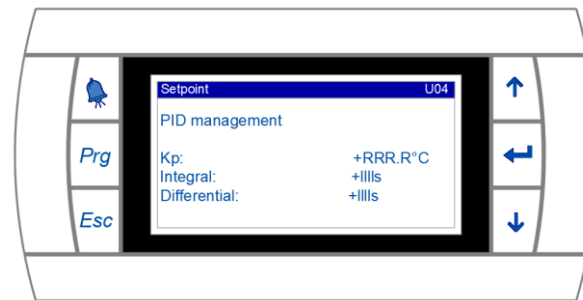 Setpoint U04
PID management
Kp: +RRR.R°C
Integral: +IIIIs
Differential: +IIIIs
Prg
Esc